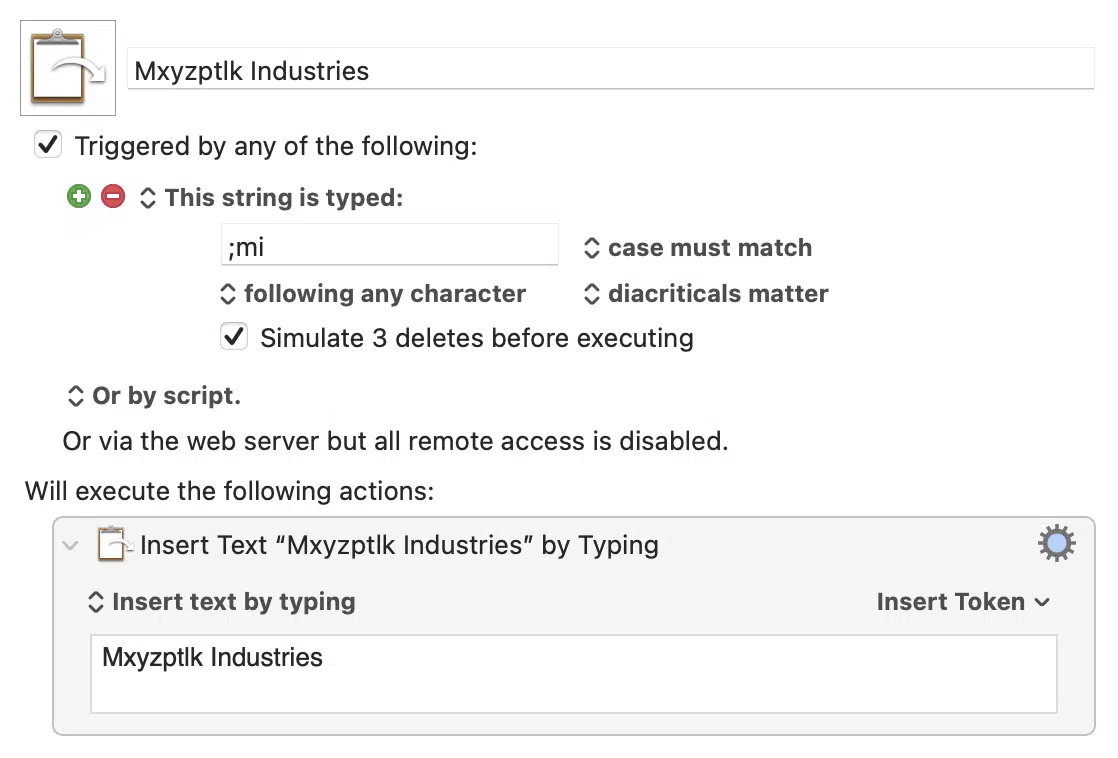 Mxyzptlk Industries
Triggered by any of the following:
This string is typed:
;mi case must match
following any character diacriticals matter
Simulate 3 deletes before executing
Or by script.
Or via the web server but all remote access is disabled.
Will execute the following actions:
Insert Text “Mxyzptlk Industries” by Typing
Insert text by typing Insert Token
Mxyzptlk Industries